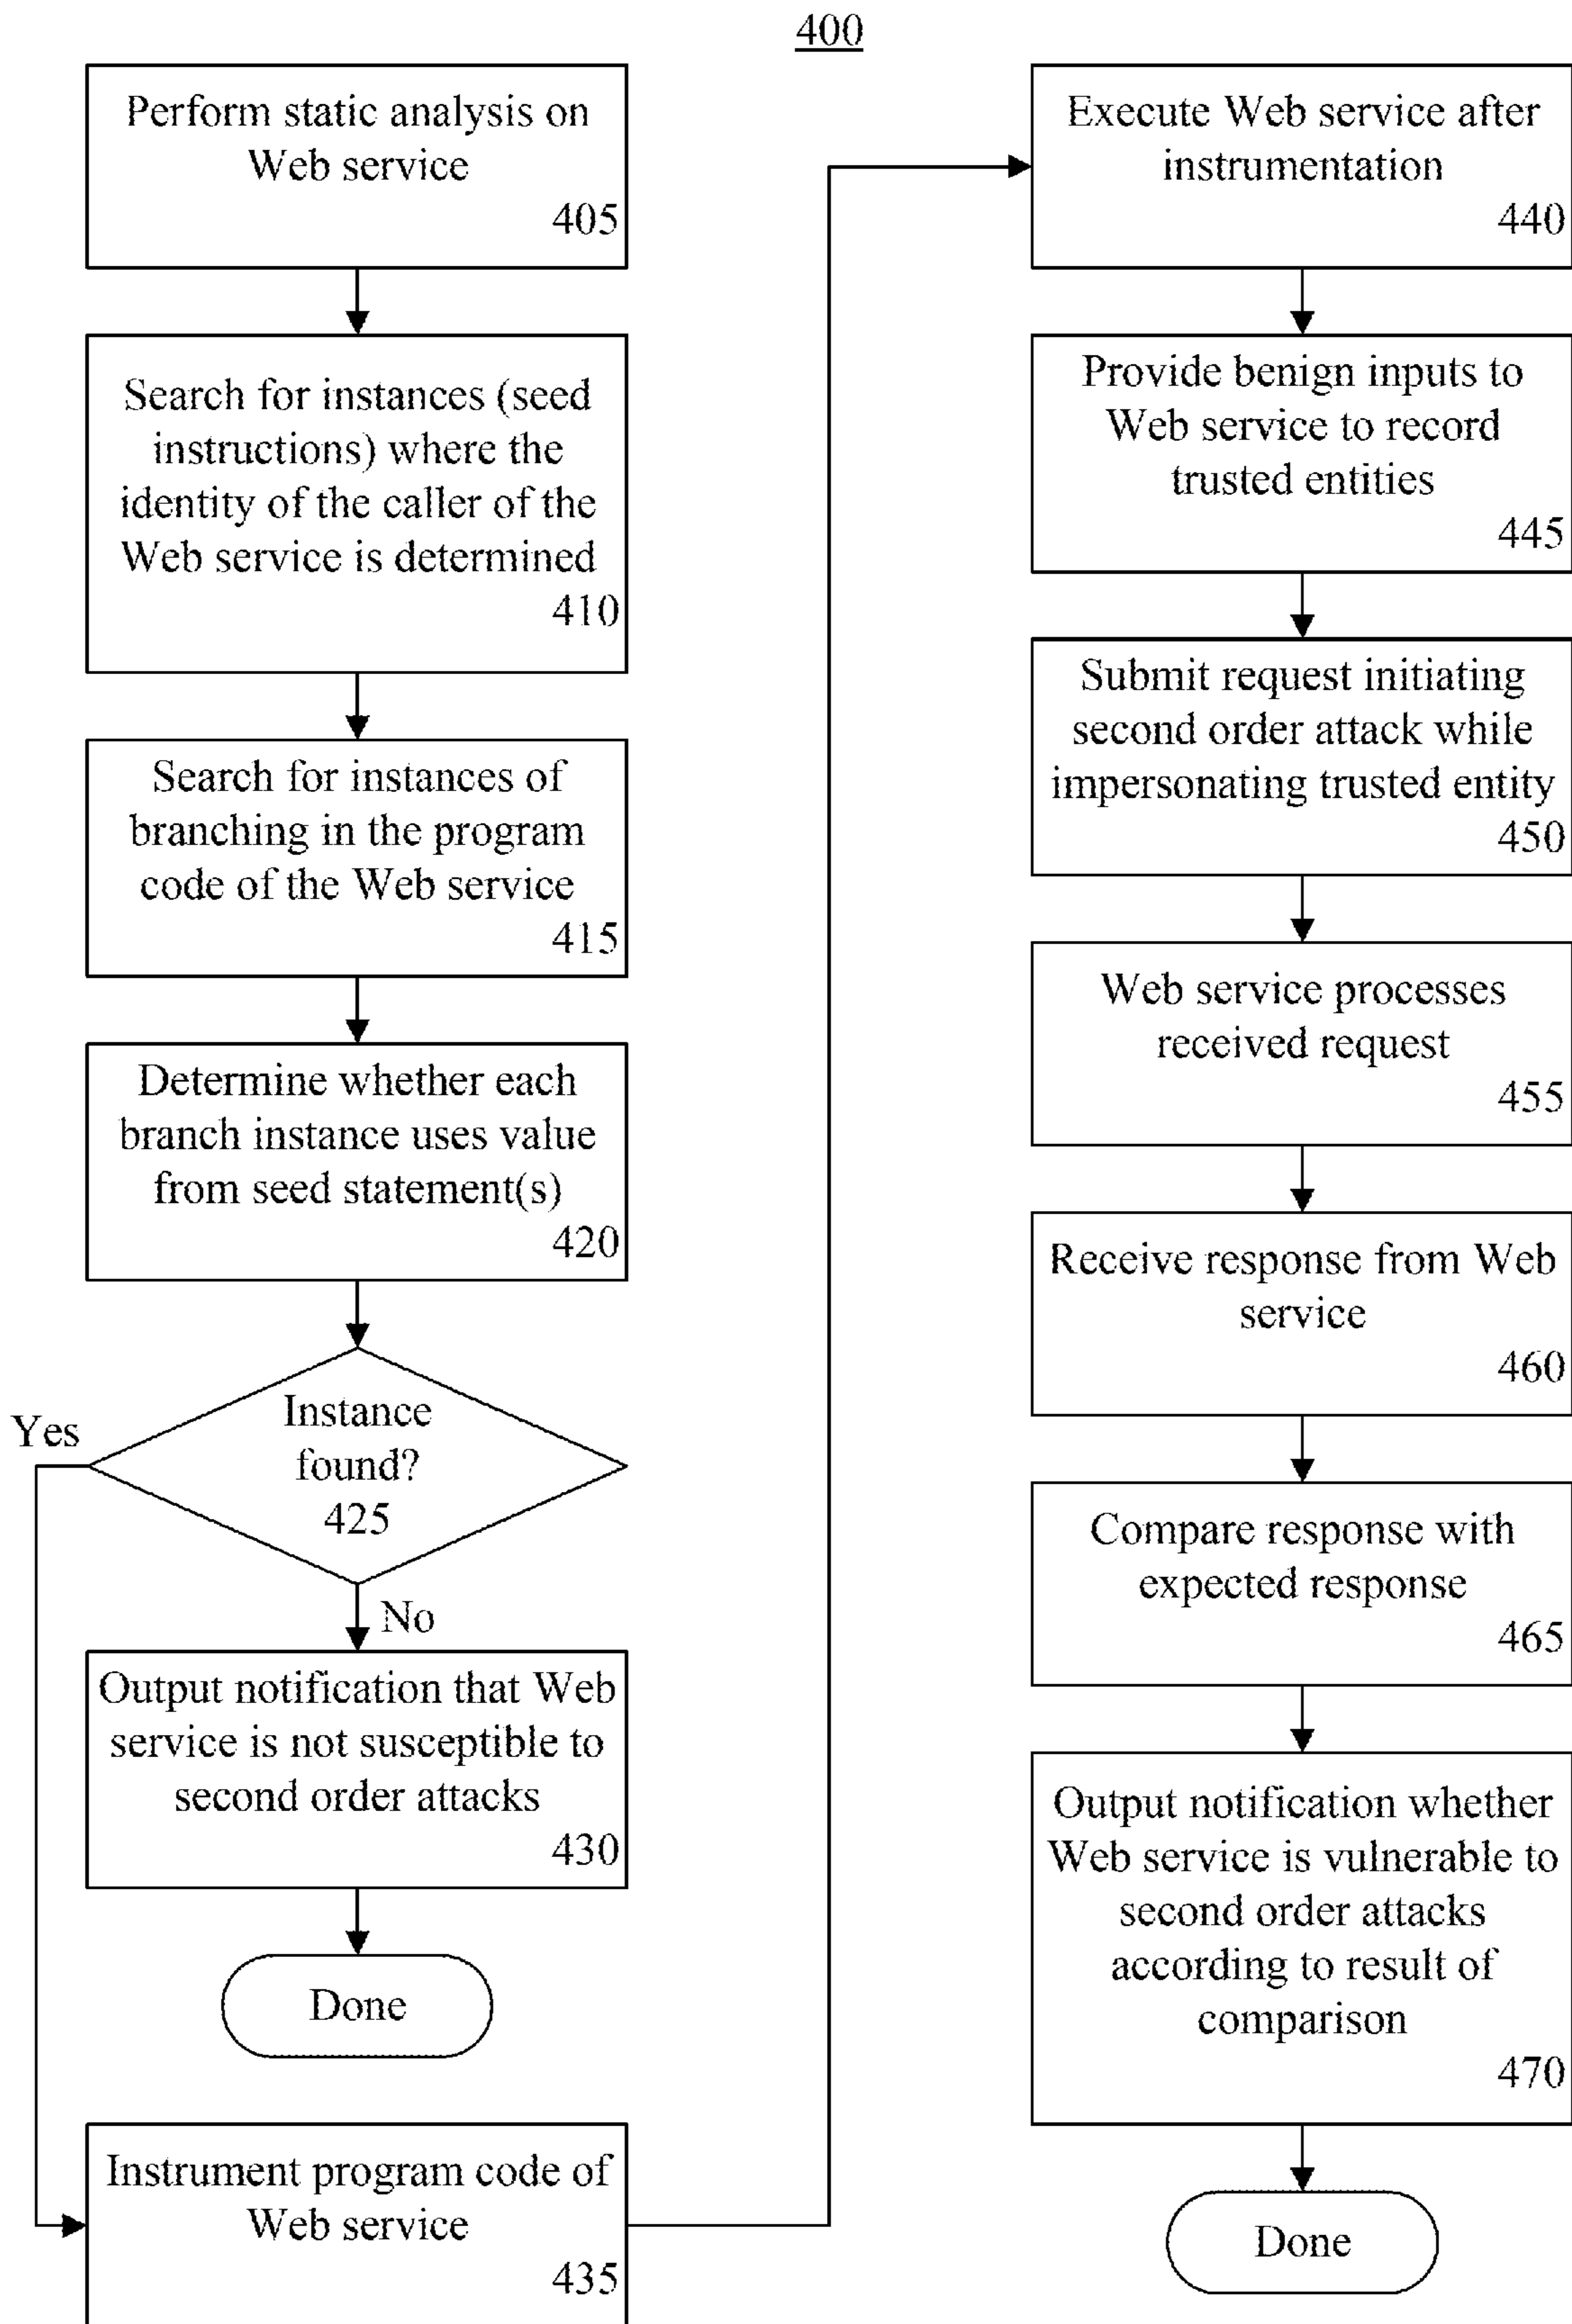 400
Perform static analysis on
Web service
405
Search for instances (seed
instructions) where the
identity of the caller of the
Web service is determined
410
Search for instances of
branching in the program
code of the Web service
415
Determine whether each
branch instance uses value
from seed statement(s)
420
Instance
found?
425
Yes
No
Output notification that Web
service is not susceptible to
second order attacks
430
Done
Instrument program code of
Web service
435
Execute Web service after
instrumentation
440
Provide benign inputs to
Web service to record
trusted entities
445
Submit request initiating
second order attack while
impersonating trusted entity
450
Web service processes
received request
455
Receive response from Web
service
460
Compare response with
expected response
465
Output notification whether
Web service is vulnerable to
second order attacks
according to result of
comparison
470
Done